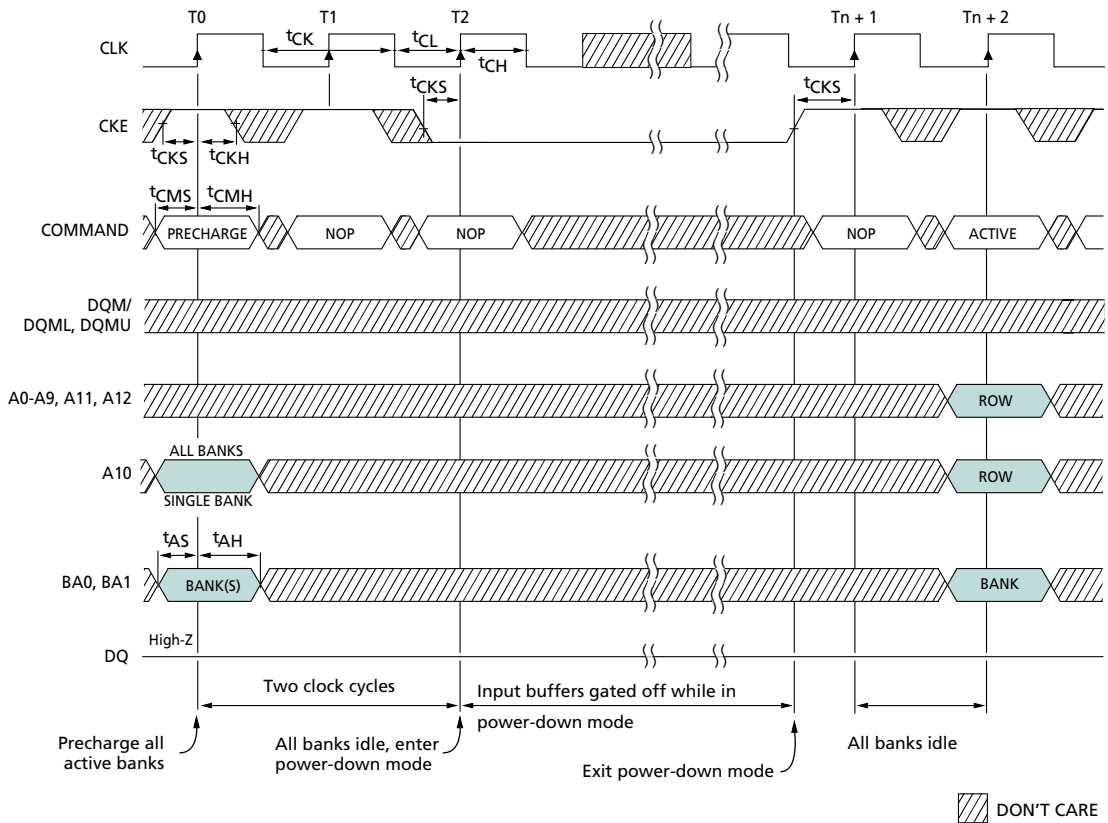 T0 T1 T2 Tn + 1 Tn + 2
CLK
tCK tCL tCH
tCKS tCKS
CKE
tCKS tCKH
tCMS tCMH
COMMAND PRECHARGE NOP NOP NOP ACTIVE
DQM/
DQML, DQMU
A0-A9, A11, A12 ROW
ALL BANKS
A10 ROW
SINGLE BANK
tAS tAH
BA0, BA1 BANK(S) BANK
High-Z
DQ
Two clock cycles
Input buffers gated off while in
power-down mode
Precharge all
active banks
All banks idle, enter
power-down mode
Exit power-down mode
All banks idle
DON'T CARE